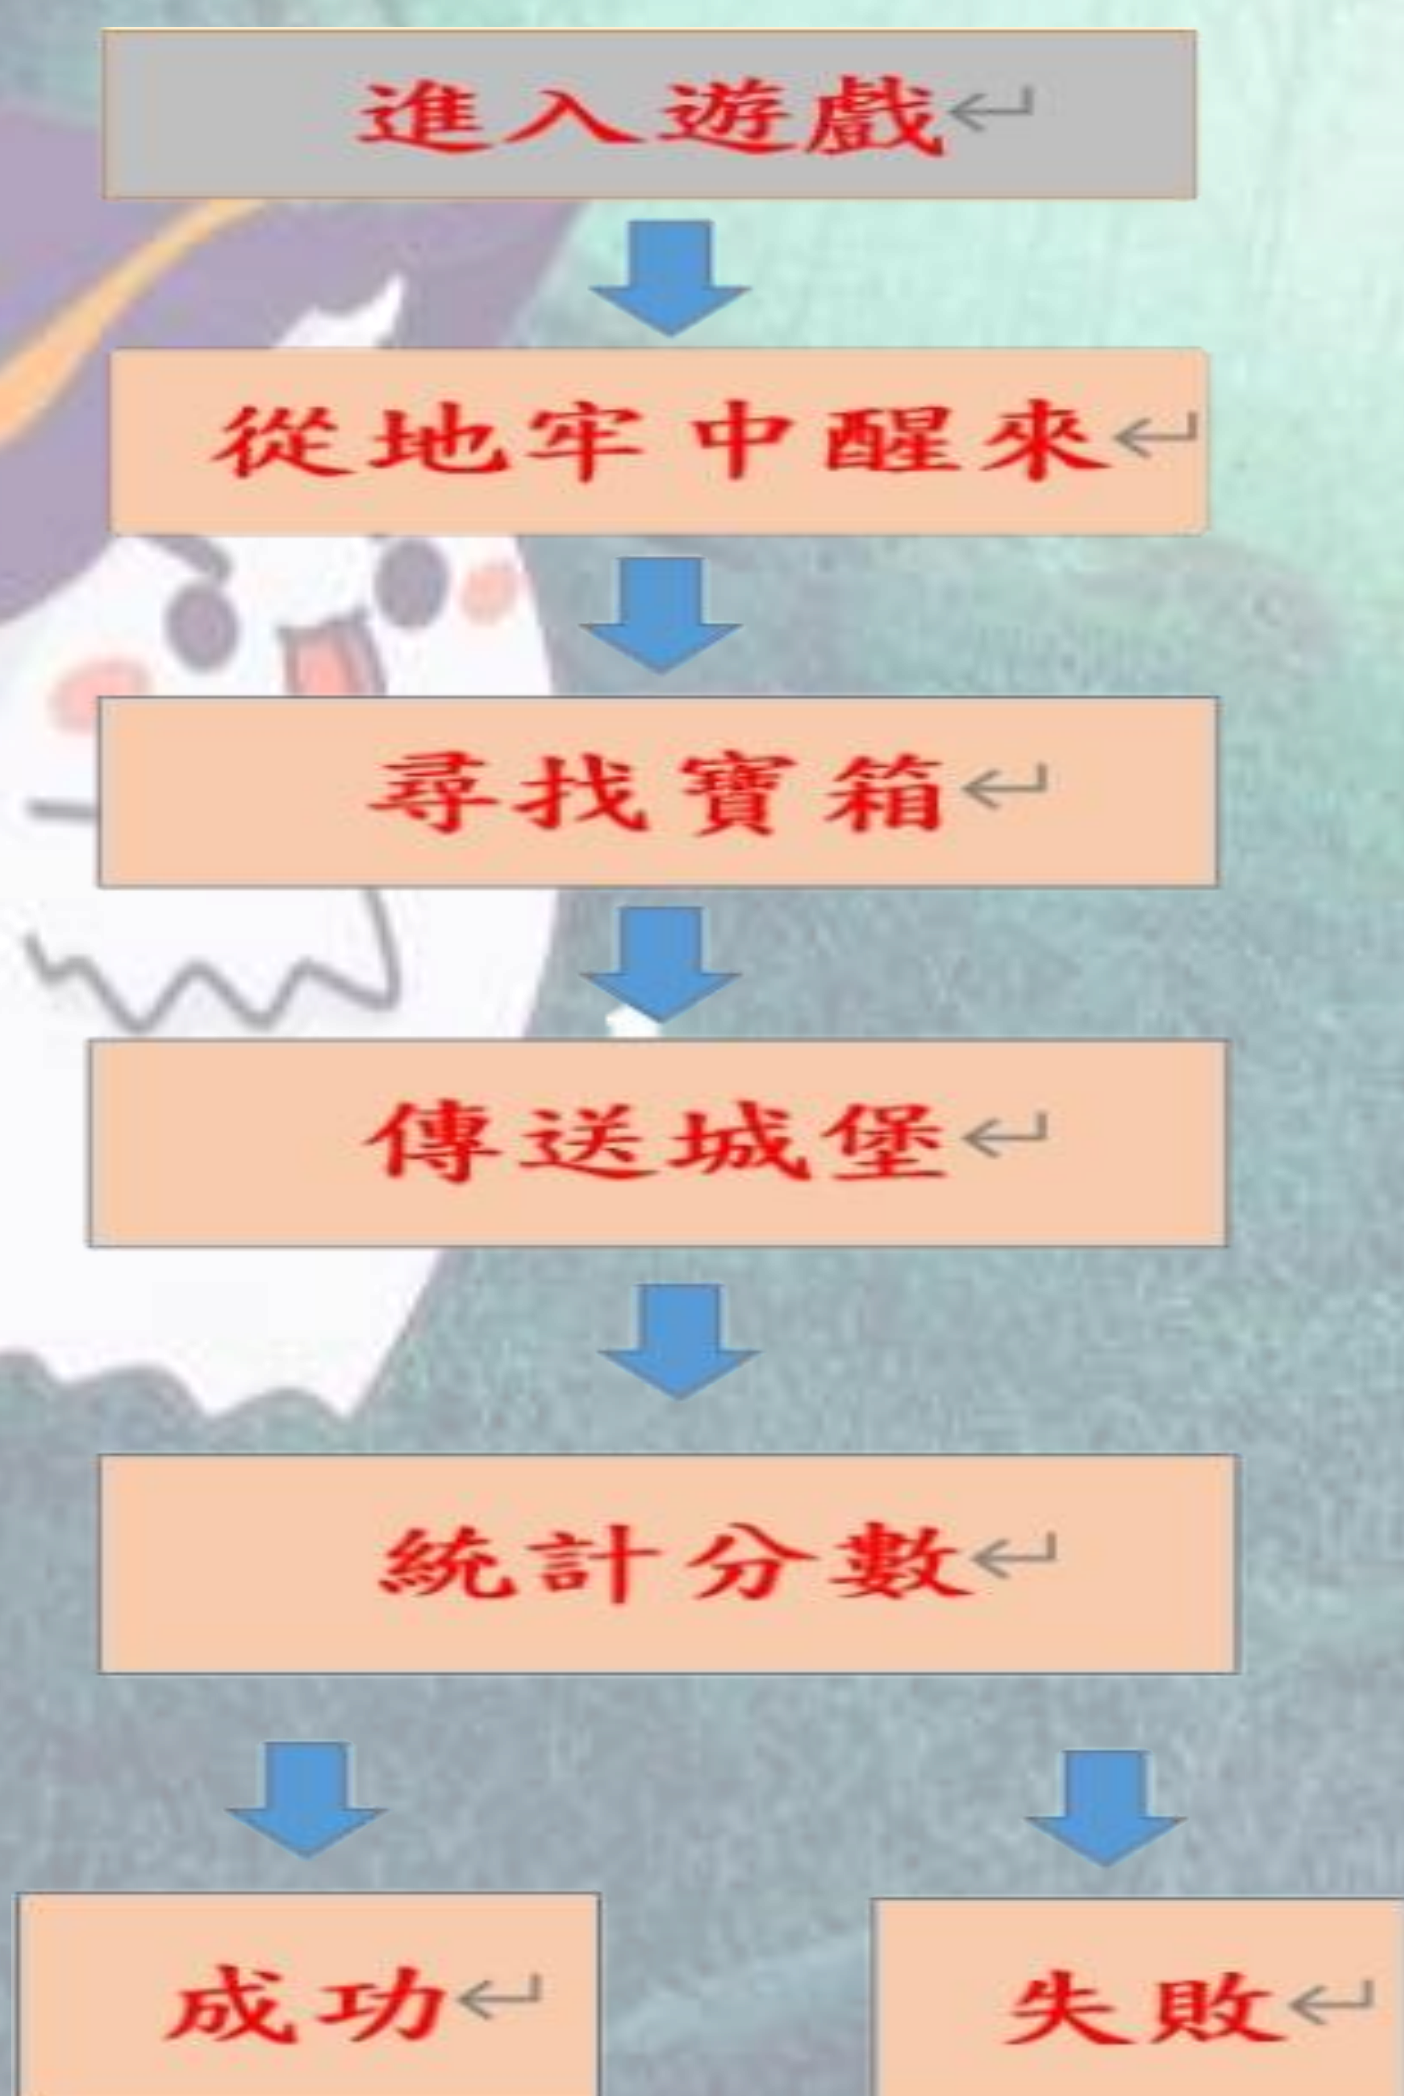 進入遊戲
從地牢中醒來
尋找寶箱
傳送城堡
統計分數
成功
失敗